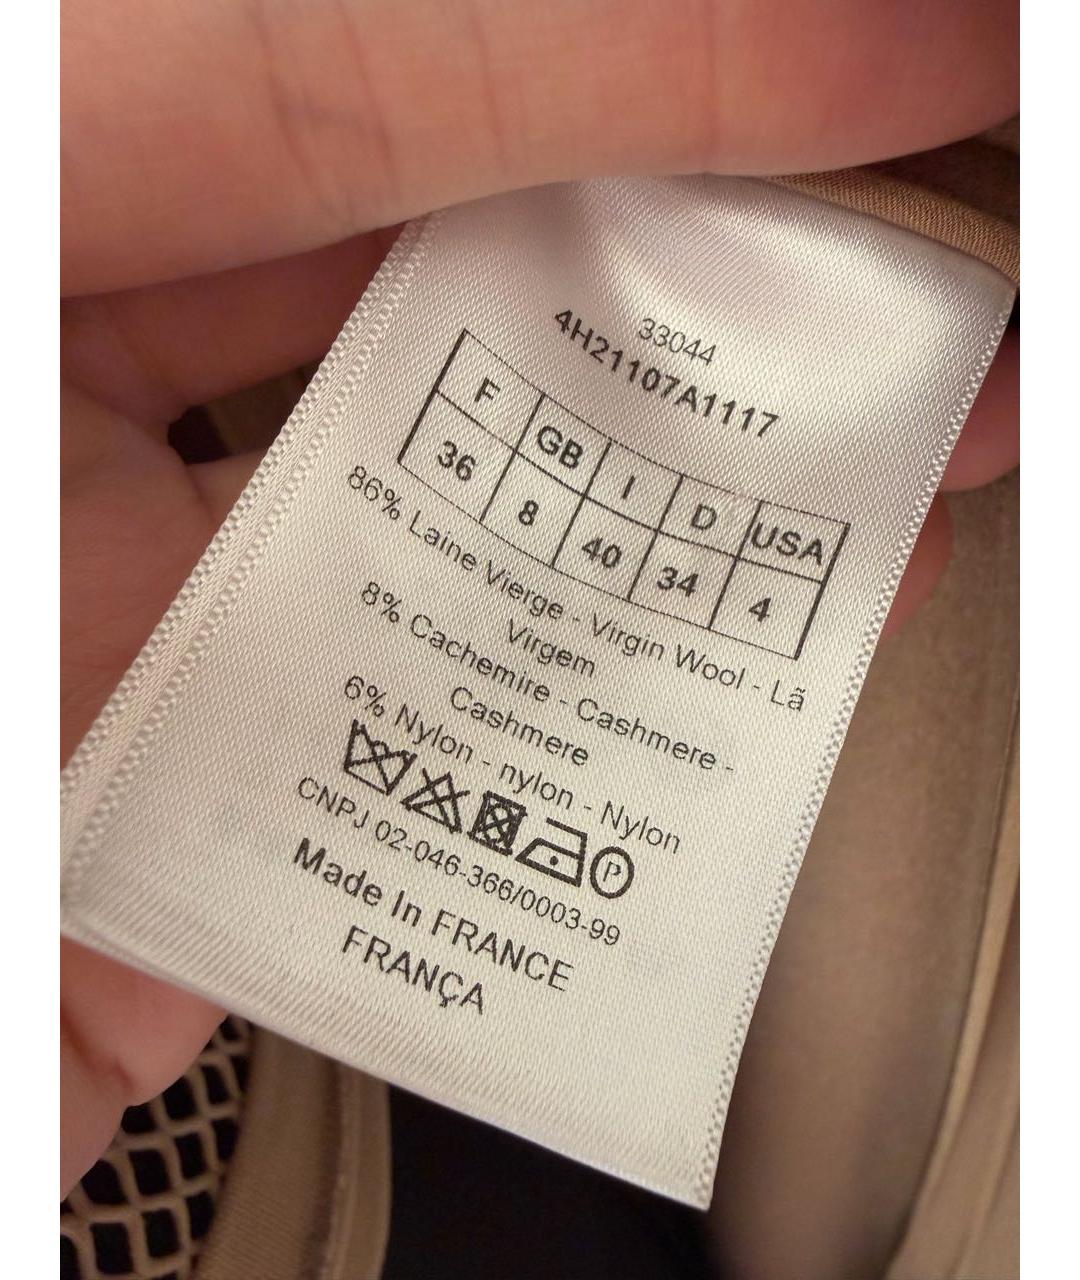 33044
4H21107A1117
F GB I D USA
36 8 40 34 4
86% Laine Vierge - Virgin Wool - Lã
Virgem
8% Cachemire - Cashmere -
Cashmere
6% Nylon - nylon - Nylon
P
CNPJ 02-046-366/0003-99
Made In FRANCE
FRANÇA